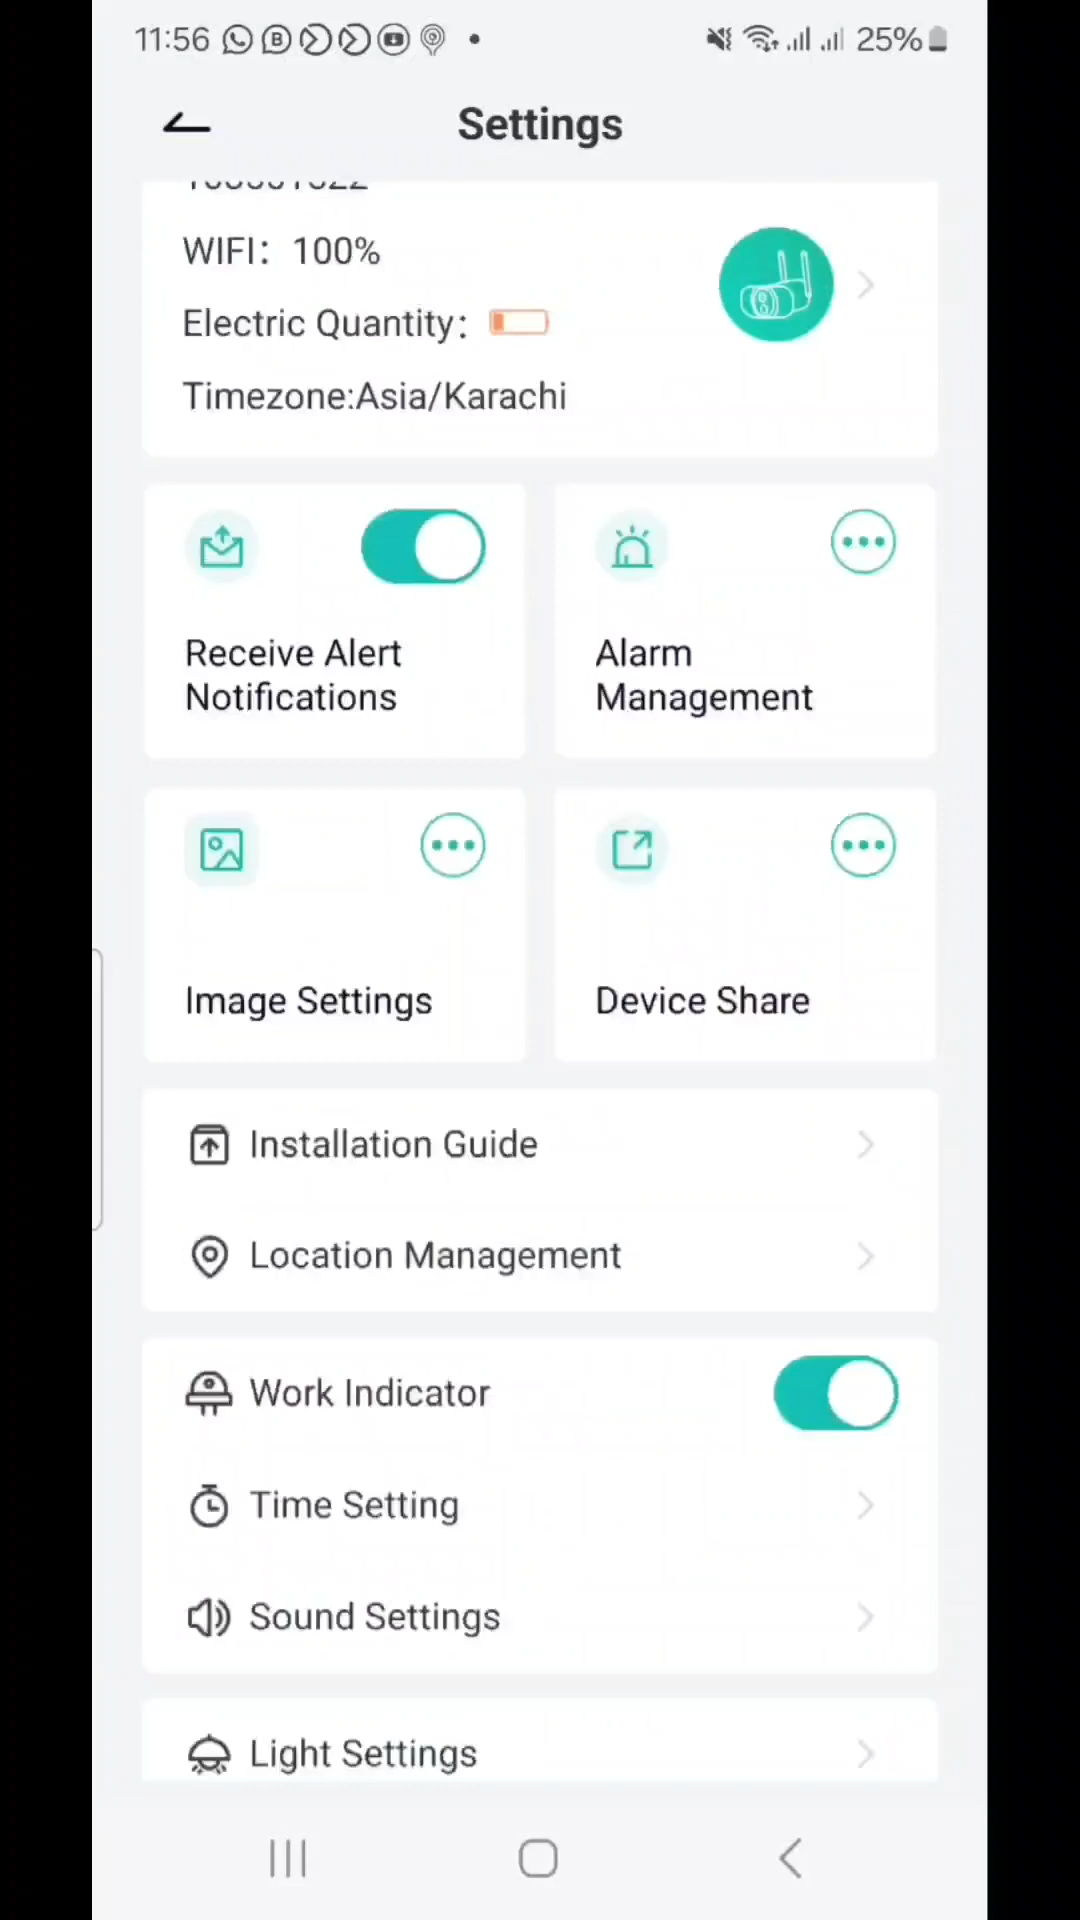 11:56 25%
Settings
WIFI: 100%
Electric Quantity:
Timezone:Asia/Karachi
Receive Alert
Notifications
Alarm
Management
Image Settings
Device Share
Installation Guide
Location Management
Work Indicator
Time Setting
Sound Settings
Light Settings